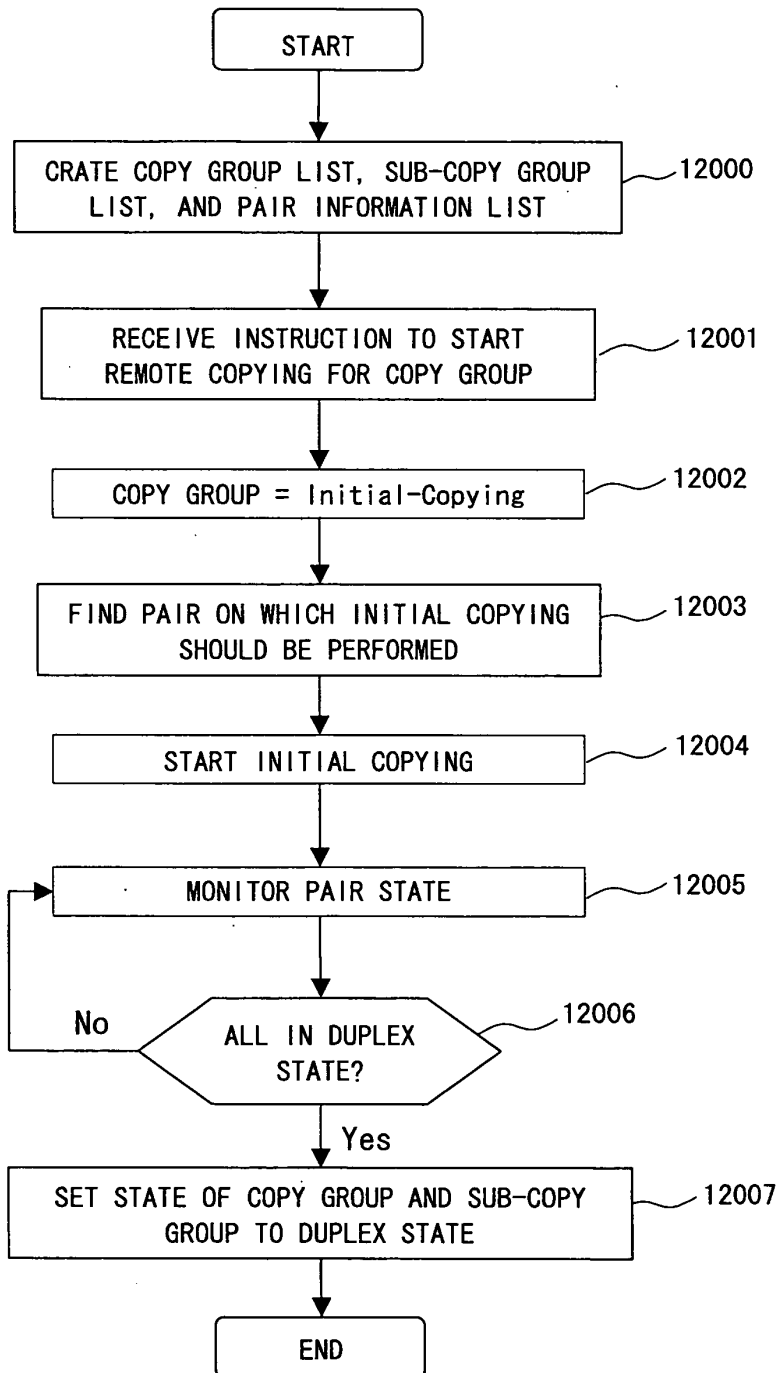 START
CRATE COPY GROUP LIST, SUB-COPY GROUP
LIST, AND PAIR INFORMATION LIST
12000
RECEIVE INSTRUCTION TO START
REMOTE COPYING FOR COPY GROUP
12001
COPY GROUP = Initial-Copying
12002
FIND PAIR ON WHICH INITIAL COPYING
SHOULD BE PERFORMED
12003
START INITIAL COPYING
12004
MONITOR PAIR STATE
12005
No
ALL IN DUPLEX
STATE?
12006
Yes
SET STATE OF COPY GROUP AND SUB-COPY
GROUP TO DUPLEX STATE
12007
END